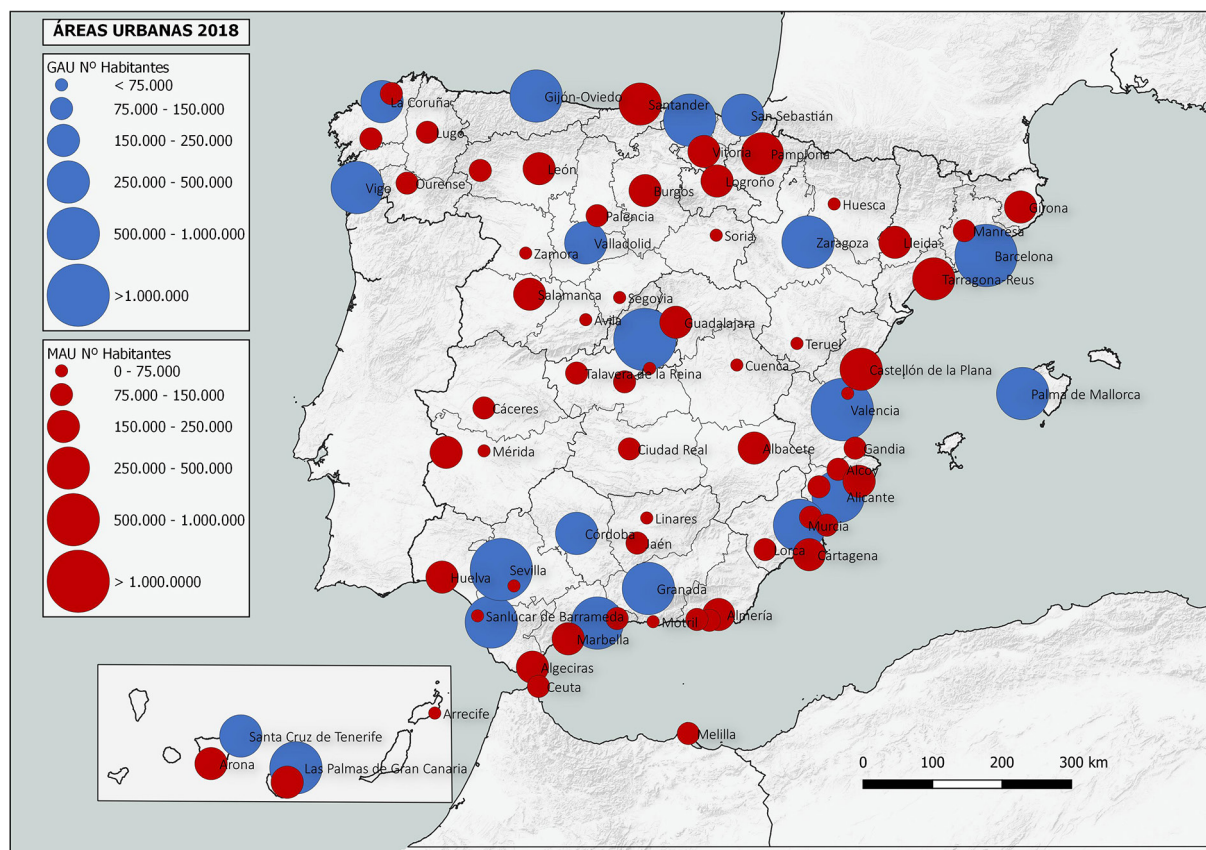 ÁREAS URBANAS 2018
GAU Nº Habitantes
< 75.000
75.000 - 150.000
150.000 - 250.000
250.000 - 500.000
500.000 - 1.000.000
>1.000.000
MAU Nº Habitantes
0 - 75.000
75.000 - 150.000
150.000 - 250.000
250.000 - 500.000
500.000 - 1.000.000
> 1.000.0000
La Coruña
Gijón-Oviedo
Santander
San Sebastián
Lugo
Vitoria
Pamplona
León
Vigo
Ourense
Burgos
Logroño
Huesca
Girona
Palencia
Manresa
Soria
Valladolid
Zaragoza
Lleida
Zamora
Barcelona
Tarragona-Reus
Salamanca
Segovia
Ávila
Guadalajara
Teruel
Cuenca
Castellón de la Plana
Talavera de la Reina
Palma de Mallorca
Cáceres
Valencia
Mérida
Ciudad Real
Albacete
Gandia
Alcoy
Alicante
Linares
Murcia
Córdoba
Jaén
Lorca
Cartagena
Sevilla
Huelva
Granada
Sanlúcar de Barrameda
Motril
Almería
Marbella
Algeciras
Ceuta
Melilla
Arrecife
Santa Cruz de Tenerife
Arona
Las Palmas de Gran Canaria
0 100 200 300 km